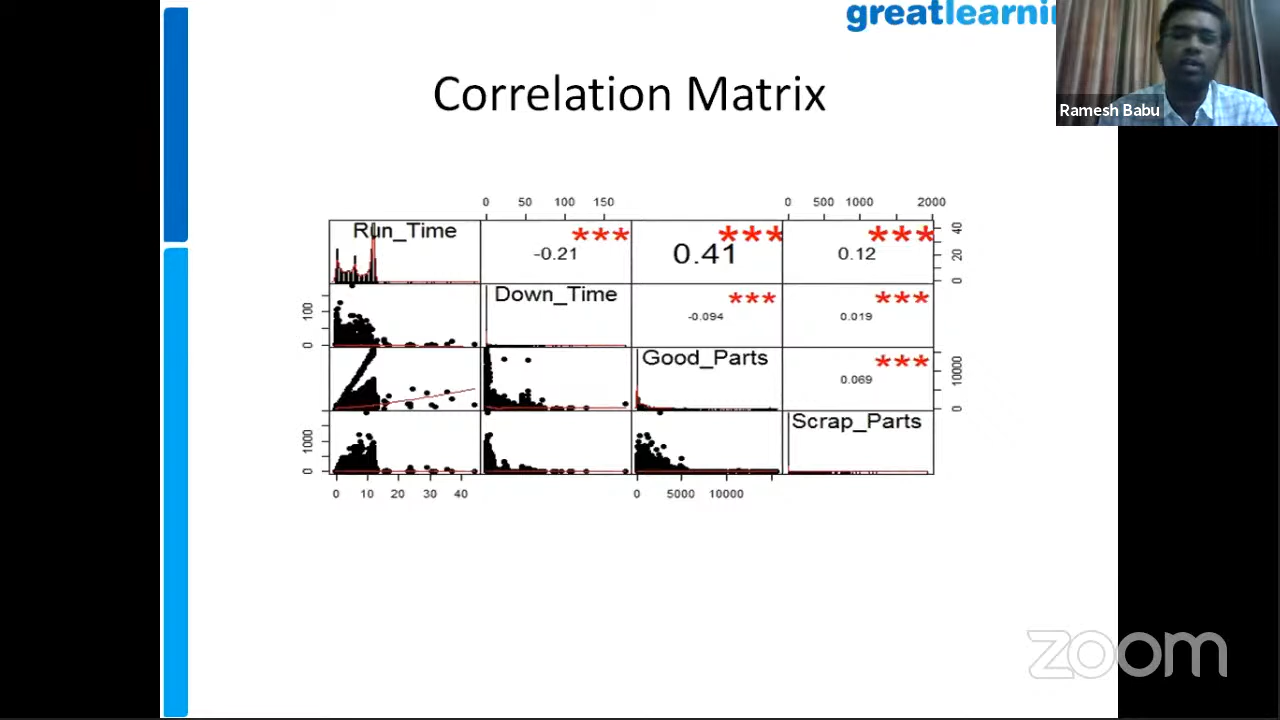 greatlearnin
Ramesh Babu
Correlation Matrix
0 50 100 150
0 500 1000 2000
Run_Time
***
-0.21
***
0.41
***
0.12
0 20 40
0 100
Down_Time
***
-0.094
***
0.019
Good_Parts
***
0.069
0 10000
0 1000
Scrap_Parts
0 10 20 30 40
0 5000 10000
zoom